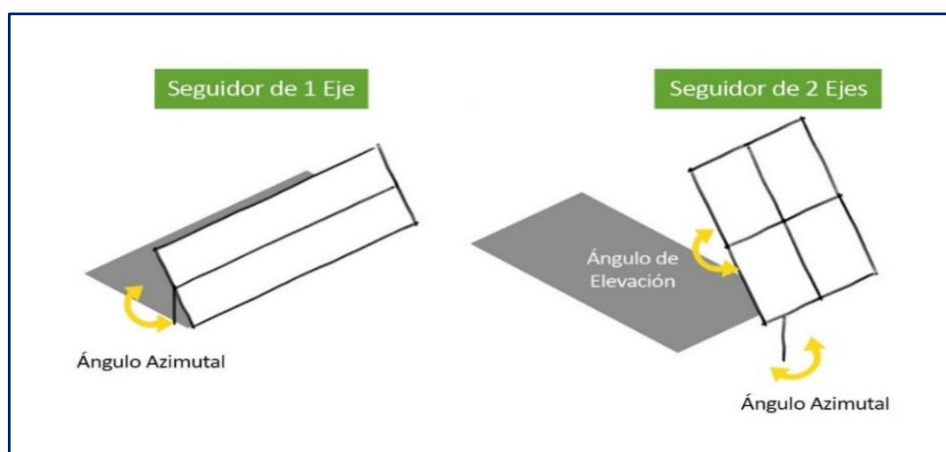 Seguidor de 1 Eje
Seguidor de 2 Ejes
Ángulo de
Elevación
Ángulo Azimutal
Ángulo Azimutal